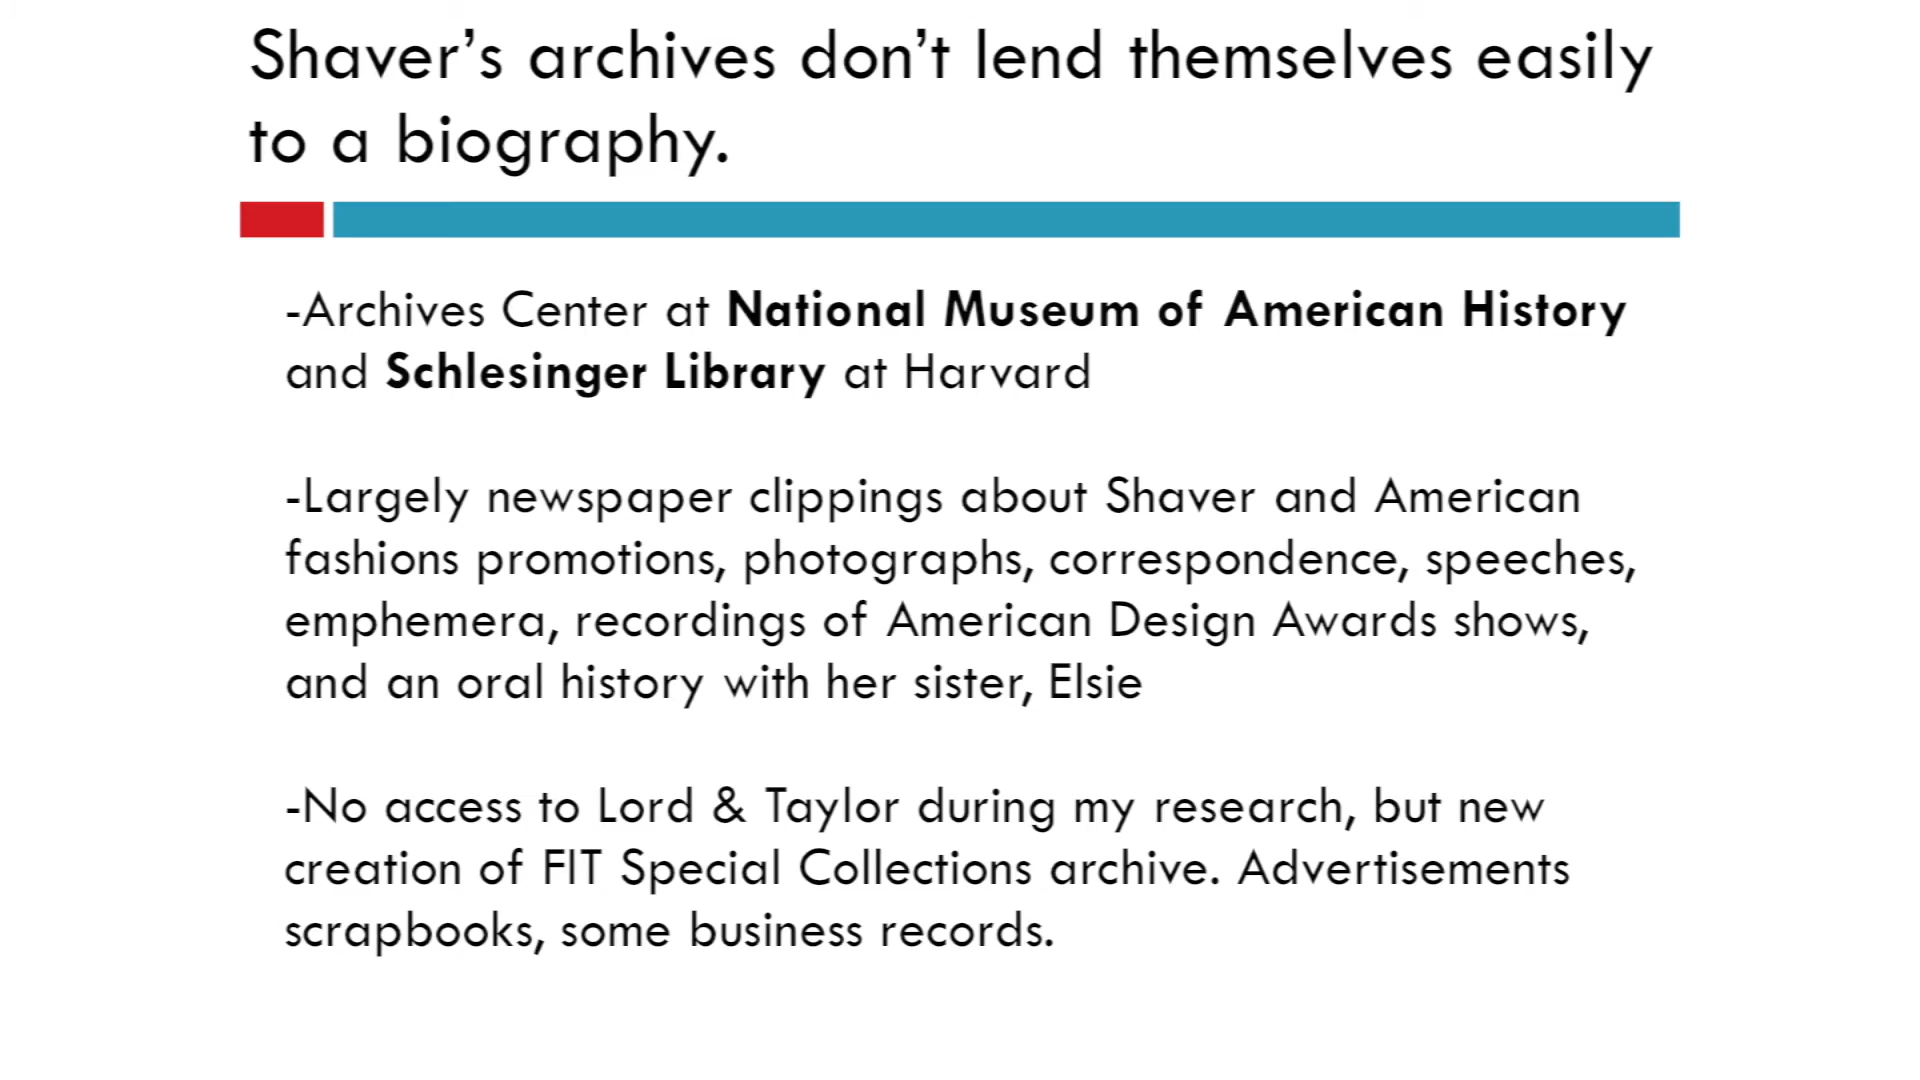 Shaver’s archives don’t lend themselves easily
to a biography.
-Archives Center at National Museum of American History
and Schlesinger Library at Harvard
-Largely newspaper clippings about Shaver and American
fashions promotions, photographs, correspondence, speeches,
emphemera, recordings of American Design Awards shows,
and an oral history with her sister, Elsie
-No access to Lord & Taylor during my research, but new
creation of FIT Special Collections archive. Advertisements
scrapbooks, some business records.